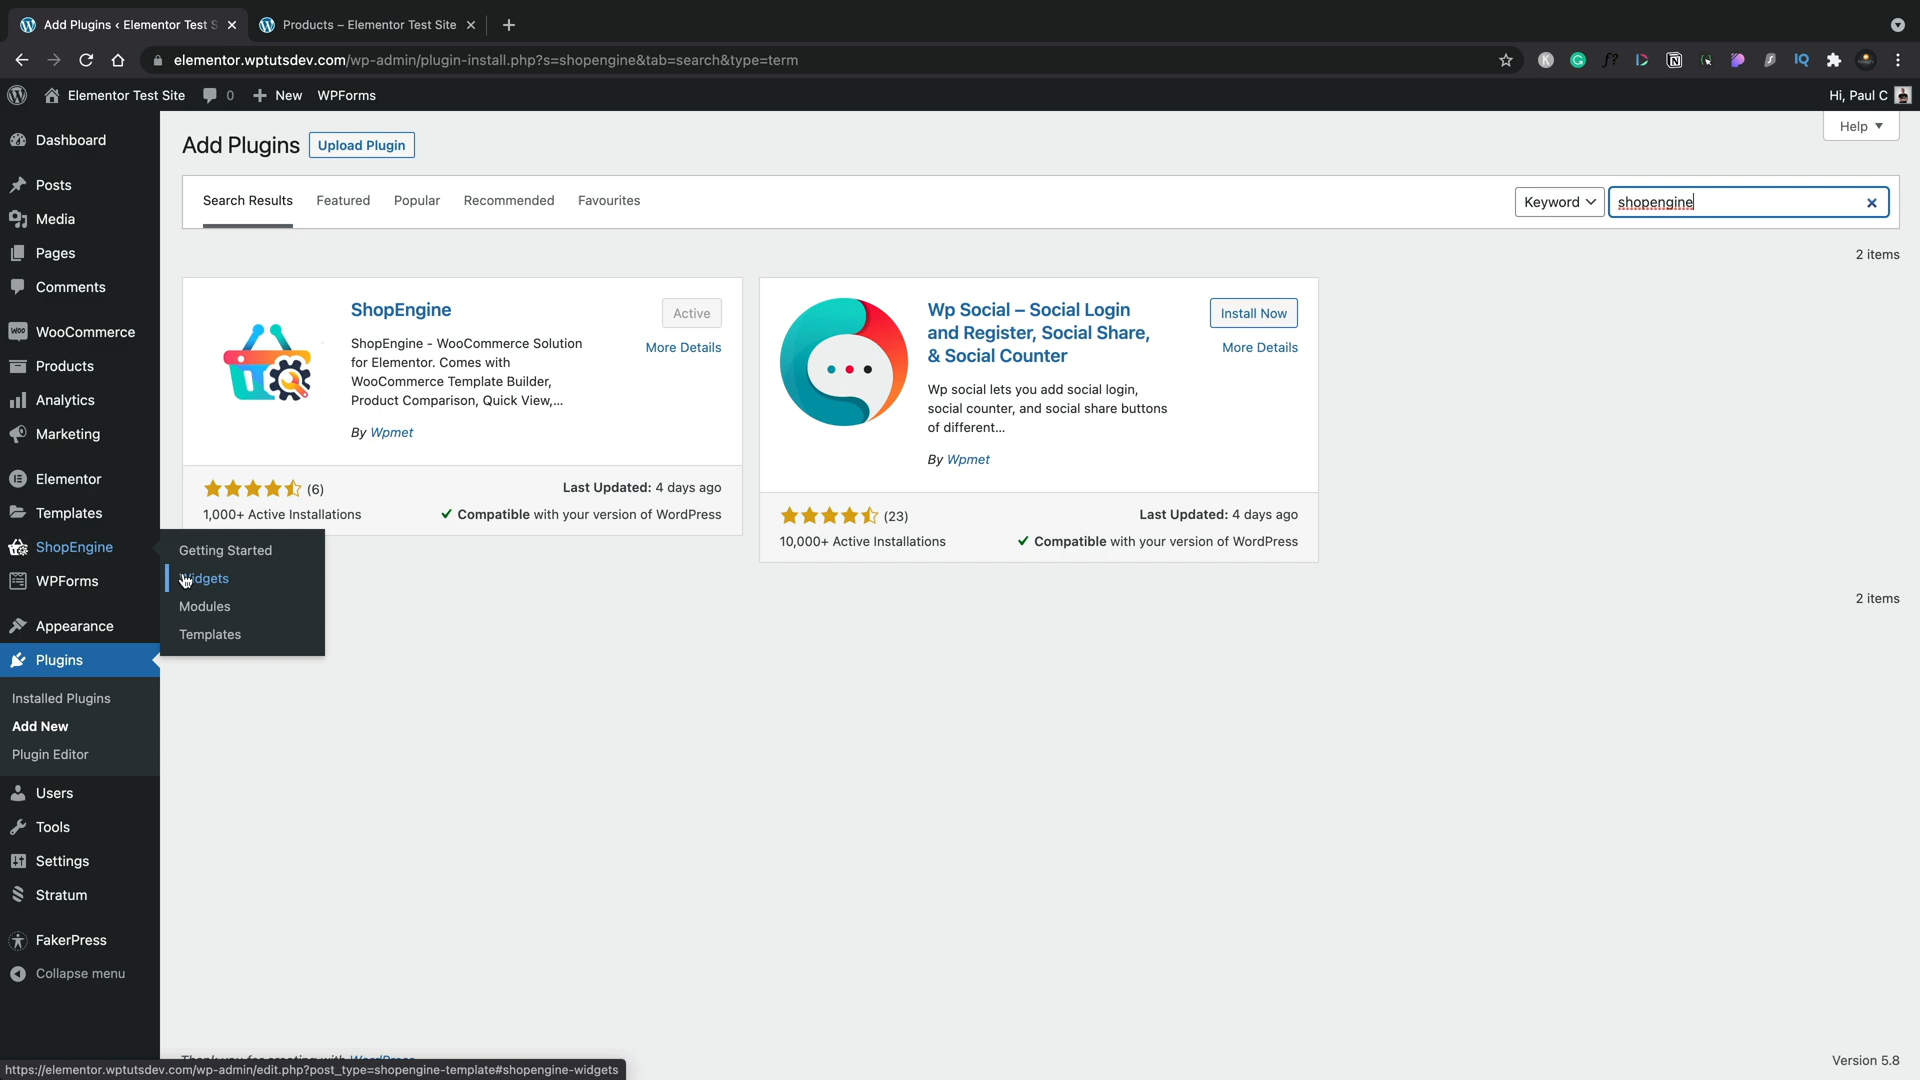 Add Plugins ‹ Elementor Test S
Products – Elementor Test Site
elementor.wptutsdev.com/wp-admin/plugin-install.php?s=shopengine&tab=search&type=term
Elementor Test Site
0
New
WPForms
Hi, Paul C
Help
Dashboard
Posts
Media
Pages
Comments
WooCommerce
Products
Analytics
Marketing
Elementor
Templates
ShopEngine
WPForms
Appearance
Plugins
Installed Plugins
Add New
Plugin Editor
Users
Tools
Settings
Stratum
FakerPress
Collapse menu
Getting Started
Widgets
Modules
Templates
Add Plugins
Upload Plugin
Search Results
Featured
Popular
Recommended
Favourites
Keyword
shopengine
2 items
ShopEngine
Active
More Details
ShopEngine - WooCommerce Solution
for Elementor. Comes with
WooCommerce Template Builder,
Product Comparison, Quick View,...
By Wpmet
(6)
Last Updated: 4 days ago
1,000+ Active Installations
Compatible with your version of WordPress
Wp Social – Social Login
and Register, Social Share,
& Social Counter
Install Now
More Details
Wp social lets you add social login,
social counter, and social share buttons
of different...
By Wpmet
(23)
Last Updated: 4 days ago
10,000+ Active Installations
Compatible with your version of WordPress
2 items
Thank you for creating with WordPress
Version 5.8
https://elementor.wptutsdev.com/wp-admin/edit.php?post_type=shopengine-template#shopengine-widgets